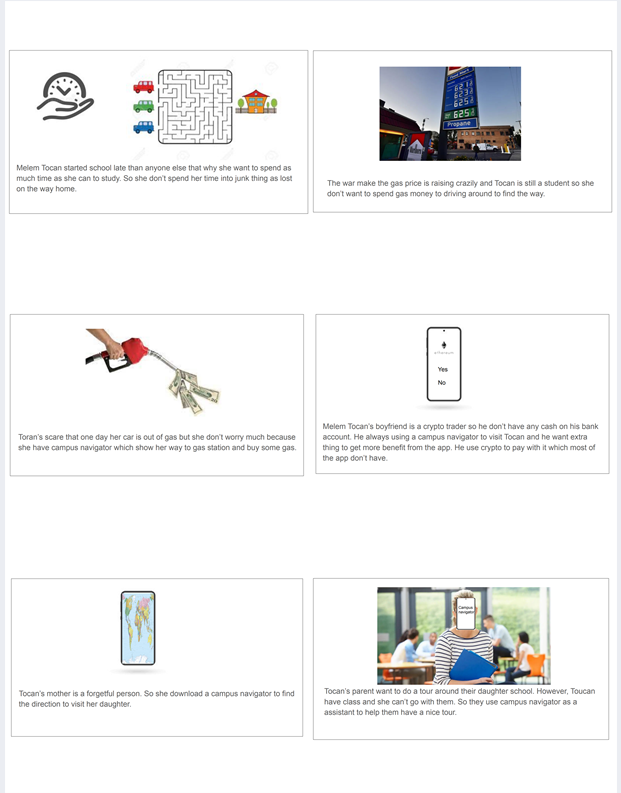 Melem Tocan started school late than anyone else that why she want to spend as
much time as she can to study. So she don't spend her time into junk thing as lost
on the way home.
Propane
The war make the gas price is raising crazily and Tocan is still a student so she
don't want to spend gas money to driving around to find the way.
Toran's scare that one day her car is out of gas but she don't worry much because
she have campus navigator which show her way to gas station and buy some gas.
ethereum
Yes
No
Melem Tocan's boyfriend is a crypto trader so he don't have any cash on his bank
account. He always using a campus navigator to visit Tocan and he want extra
thing to get more benefit from the app. He use crypto to pay with it which most of
the app don't have.
Tocan's mother is a forgetful person. So she download a campus navigator to find
the direction to visit her daughter.
Campus
navigator
Tocan's parent want to do a tour around their daughter school. However, Toucan
have class and she can't go with them. So they use campus navigator as a
assistant to help them have a nice tour.